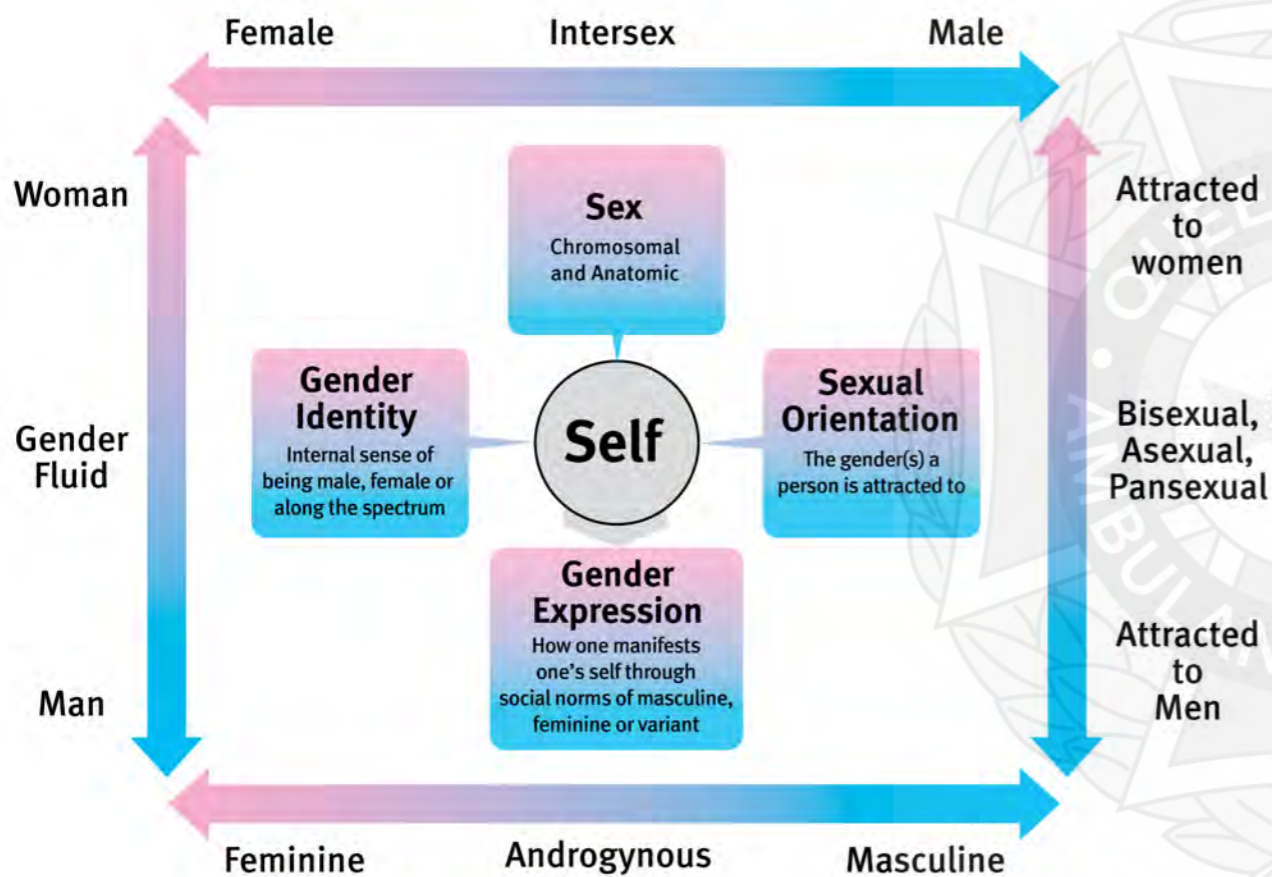 Female
Intersex
Male
Woman
Gender
Fluid
Man
Sex
Chromosomal
and Anatomic
Gender
Identity
Internal sense of
being male, female or
along the spectrum
Self
Sexual
Orientation
The gender(s) a
person is attracted to
Gender
Expression
How one manifests
one's self through
social norms of masculine,
feminine or variant
Attracted
to
women
Bisexual,
Asexual,
Pansexual
Attracted
to
Men
Feminine
Androgynous
Masculine